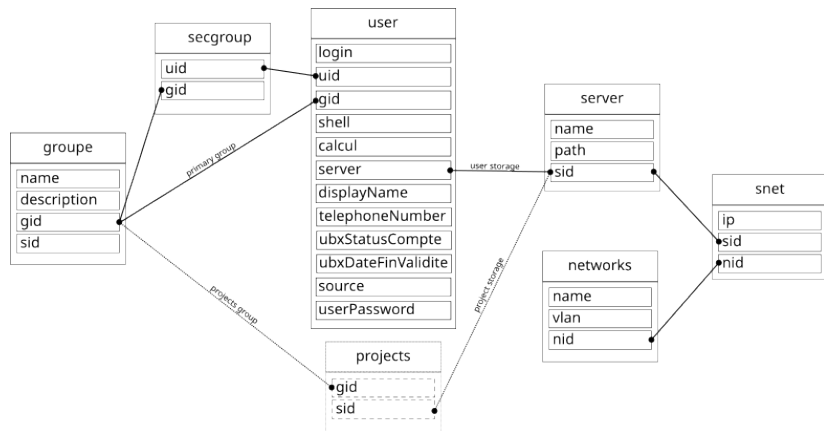 secgroup
uid
gid
user
login
uid
gid
shell
calcul
server
displayName
telephoneNumber
ubxStatusCompte
ubxDateFinValidite
source
userPassword
groupe
name
description
gid
sid
primary group
user storage
server
name
path
sid
snet
ip
sid
nid
networks
name
vlan
nid
projects group
project storage
projects
gid
sid